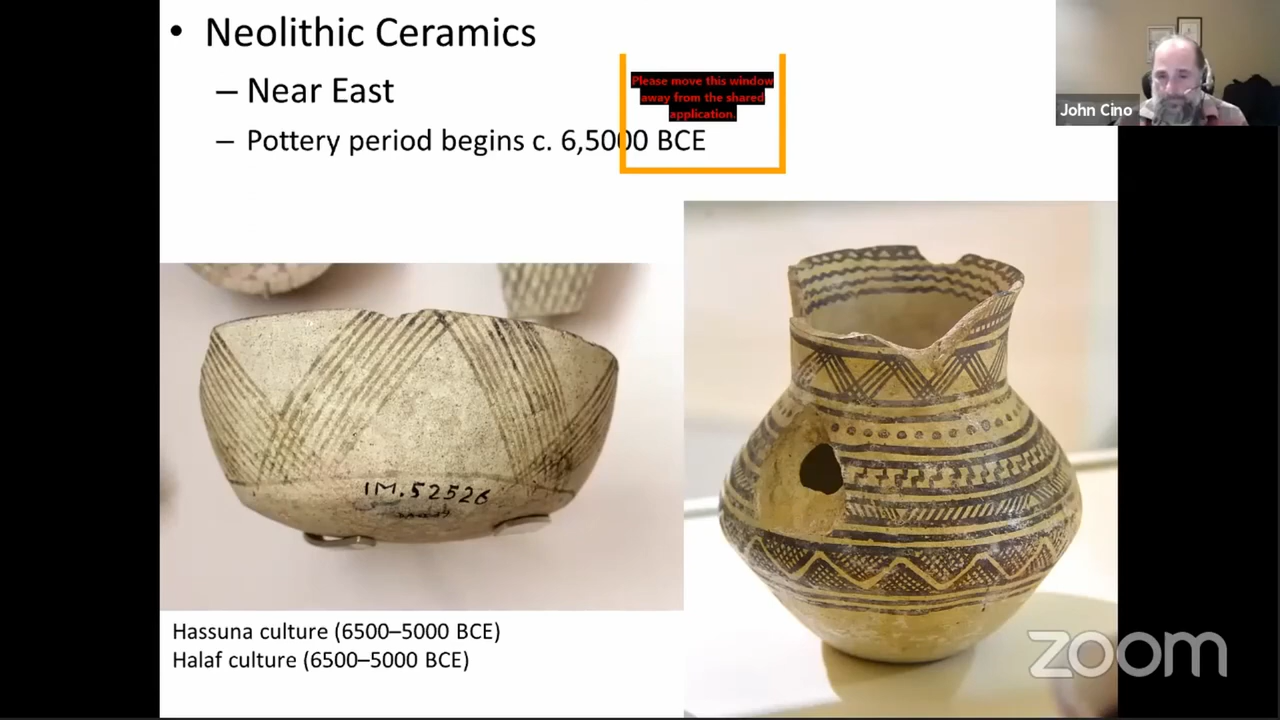 • Neolithic Ceramics
– Near East
– Pottery period begins c. 6,5000 BCE
Please move this window
away from the shared
application.
John Cino
IM.52526
Hassuna culture (6500–5000 BCE)
Halaf culture (6500–5000 BCE)
zoom